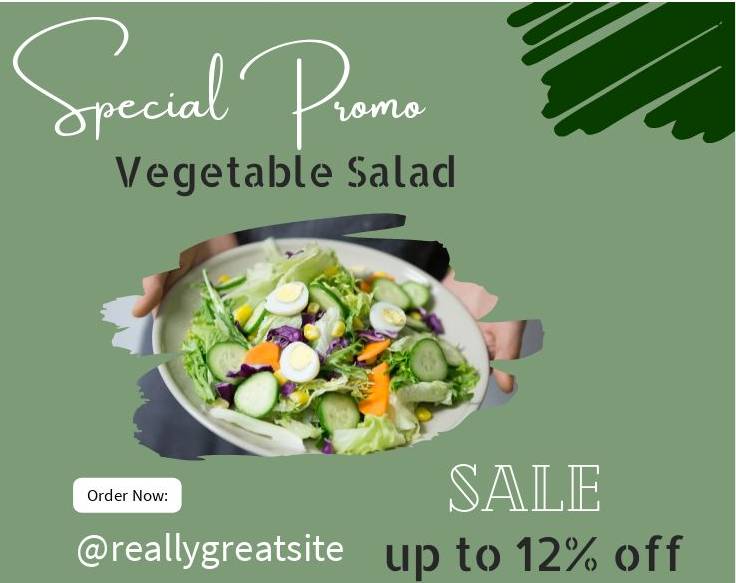 Special Promo
Vegetable Salad
SALE
Order Now:
@reallygreatsite
up to 12% off